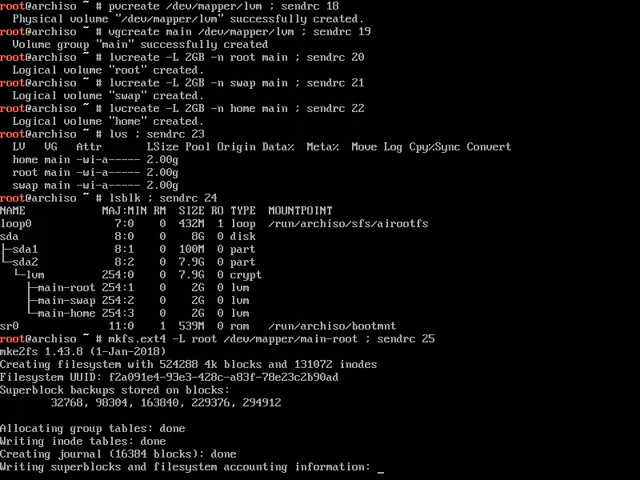 root@archiso ~ # pvcreate /dev/mapper/lvm ; sendrc 18
  Physical volume "/dev/mapper/lvm" successfully created.
root@archiso ~ # vgcreate main /dev/mapper/lvm ; sendrc 19
  Volume group "main" successfully created
root@archiso ~ # lvcreate -L 2GB -n root main ; sendrc 20
  Logical volume "root" created.
root@archiso ~ # lvcreate -L 2GB -n swap main ; sendrc 21
  Logical volume "swap" created.
root@archiso ~ # lvcreate -L 2GB -n home main ; sendrc 22
  Logical volume "home" created.
root@archiso ~ # lvs ; sendrc 23
  LV   VG   Attr       LSize Pool Origin Data%  Meta%  Move Log Cpy%Sync Convert
  home main -wi-a----- 2.00g
  root main -wi-a----- 2.00g
  swap main -wi-a----- 2.00g
root@archiso ~ # lsblk ; sendrc 24
NAME            MAJ:MIN RM  SIZE RO TYPE  MOUNTPOINT
loop0             7:0    0  432M  1 loop  /run/archiso/sfs/airootfs
sda               8:0    0    8G  0 disk
├─sda1            8:1    0  100M  0 part
└─sda2            8:2    0  7.9G  0 part
  └─lvm         254:0    0  7.9G  0 crypt
    ├─main-root 254:1    0    2G  0 lvm
    ├─main-swap 254:2    0    2G  0 lvm
    └─main-home 254:3    0    2G  0 lvm
sr0              11:0    1  539M  0 rom   /run/archiso/bootmnt
root@archiso ~ # mkfs.ext4 -L root /dev/mapper/main-root ; sendrc 25
mke2fs 1.43.8 (1-Jan-2018)
Creating filesystem with 524288 4k blocks and 131072 inodes
Filesystem UUID: f2a091e4-93e3-428c-a83f-78e23c2b90ad
Superblock backups stored on blocks:
        32768, 98304, 163840, 229376, 294912

Allocating group tables: done
Writing inode tables: done
Creating journal (16384 blocks): done
Writing superblocks and filesystem accounting information: _